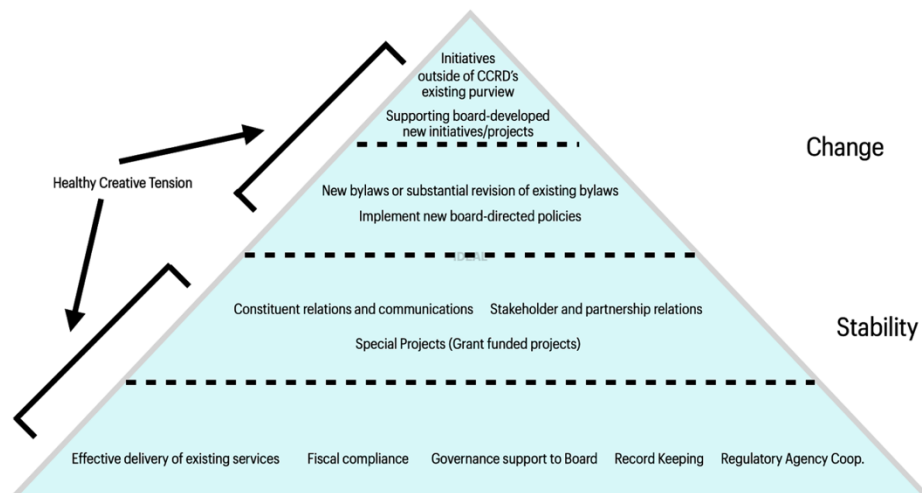 Initiatives
outside of CCRD's
existing purview
Supporting board-developed
new initiatives/projects
Change
Healthy Creative Tension
New bylaws or substantial revision of existing bylaws
Implement new board-directed policies
IDEAL
Constituent relations and communications Stakeholder and partnership relations
Stability
Special Projects (Grant funded projects)
Effective delivery of existing services Fiscal compliance Governance support to Board Record Keeping Regulatory Agency Coop.